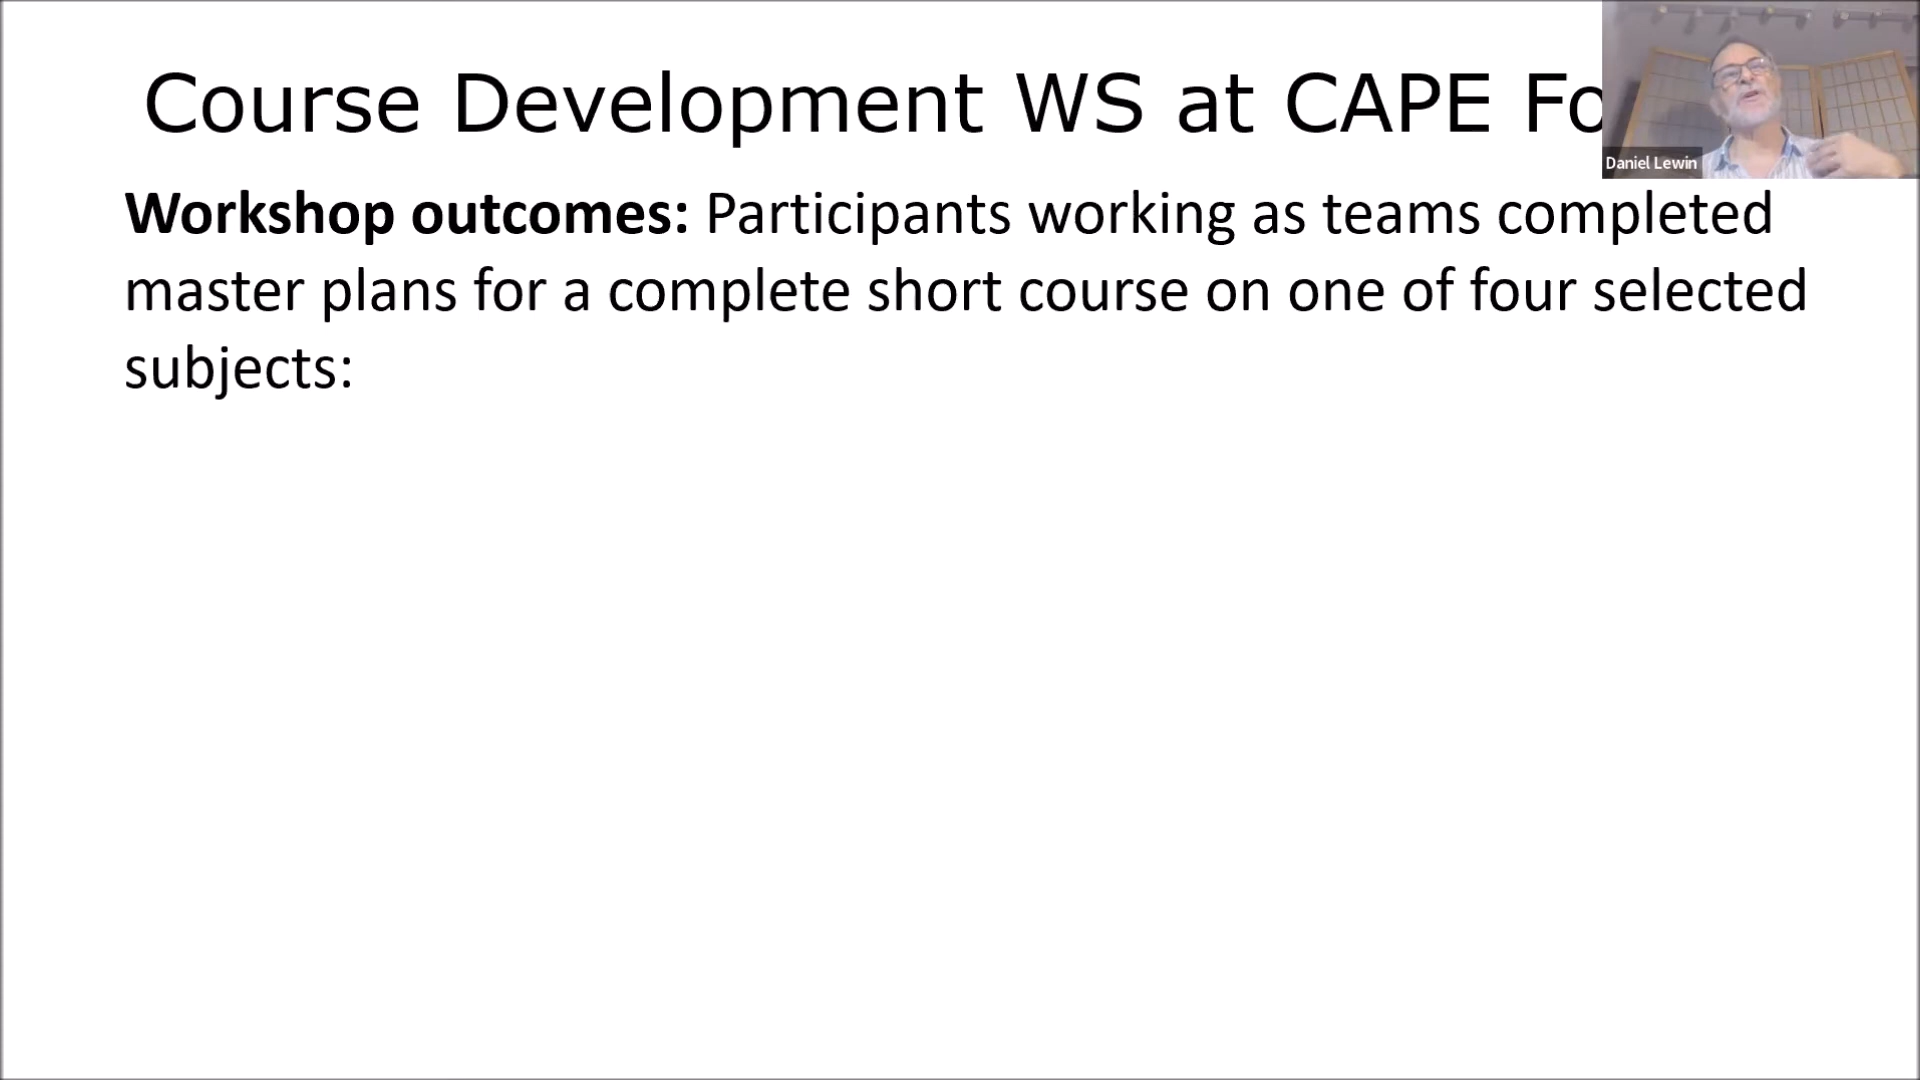 Course Development WS at CAPE Fo
Daniel Lewin
Workshop outcomes: Participants working as teams completed
master plans for a complete short course on one of four selected
subjects: